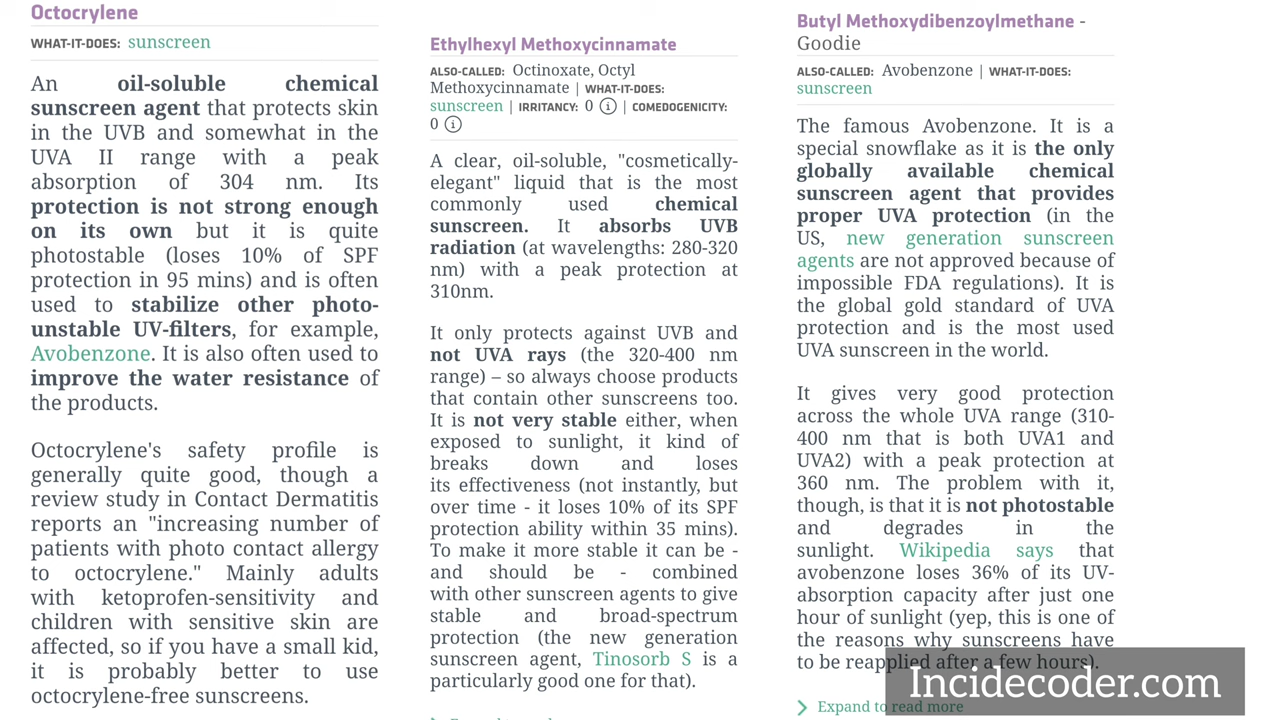 Octocrylene
WHAT-IT-DOES: sunscreen
An oil-soluble chemical
sunscreen agent that protects skin
in the UVB and somewhat in the
UVA II range with a peak
absorption of 304 nm. Its
protection is not strong enough
on its own but it is quite
photostable (loses 10% of SPF
protection in 95 mins) and is often
used to stabilize other photo-
unstable UV-filters, for example,
Avobenzone. It is also often used to
improve the water resistance of
the products.
Octocrylene's safety profile is
generally quite good, though a
review study in Contact Dermatitis
reports an "increasing number of
patients with photo contact allergy
to octocrylene." Mainly adults
with ketoprofen-sensitivity and
children with sensitive skin are
affected, so if you have a small kid,
it is probably better to use
octocrylene-free sunscreens.
Ethylhexyl Methoxycinnamate
ALSO-CALLED: Octinoxate, Octyl
Methoxycinnamate | WHAT-IT-DOES:
sunscreen | IRRITANCY: 0 i | COMEDOGENICITY:
0 i
A clear, oil-soluble, "cosmetically-
elegant" liquid that is the most
commonly used chemical
sunscreen. It absorbs UVB
radiation (at wavelengths: 280-320
nm) with a peak protection at
310nm.
It only protects against UVB and
not UVA rays (the 320-400 nm
range) – so always choose products
that contain other sunscreens too.
It is not very stable either, when
exposed to sunlight, it kind of
breaks down and loses
its effectiveness (not instantly, but
over time - it loses 10% of its SPF
protection ability within 35 mins).
To make it more stable it can be -
and should be - combined
with other sunscreen agents to give
stable and broad-spectrum
protection (the new generation
sunscreen agent, Tinosorb S is a
particularly good one for that).
Butyl Methoxydibenzoylmethane -
Goodie
ALSO-CALLED: Avobenzone | WHAT-IT-DOES:
sunscreen
The famous Avobenzone. It is a
special snowflake as it is the only
globally available chemical
sunscreen agent that provides
proper UVA protection (in the
US, new generation sunscreen
agents are not approved because of
impossible FDA regulations). It is
the global gold standard of UVA
protection and is the most used
UVA sunscreen in the world.
It gives very good protection
across the whole UVA range (310-
400 nm that is both UVA1 and
UVA2) with a peak protection at
360 nm. The problem with it,
though, is that it is not photostable
and degrades in the
sunlight. Wikipedia says that
avobenzone loses 36% of its UV-
absorption capacity after just one
hour of sunlight (yep, this is one of
the reasons why sunscreens have
to be reapplied after a few hours).
Expand to read more
Incidecoder.com